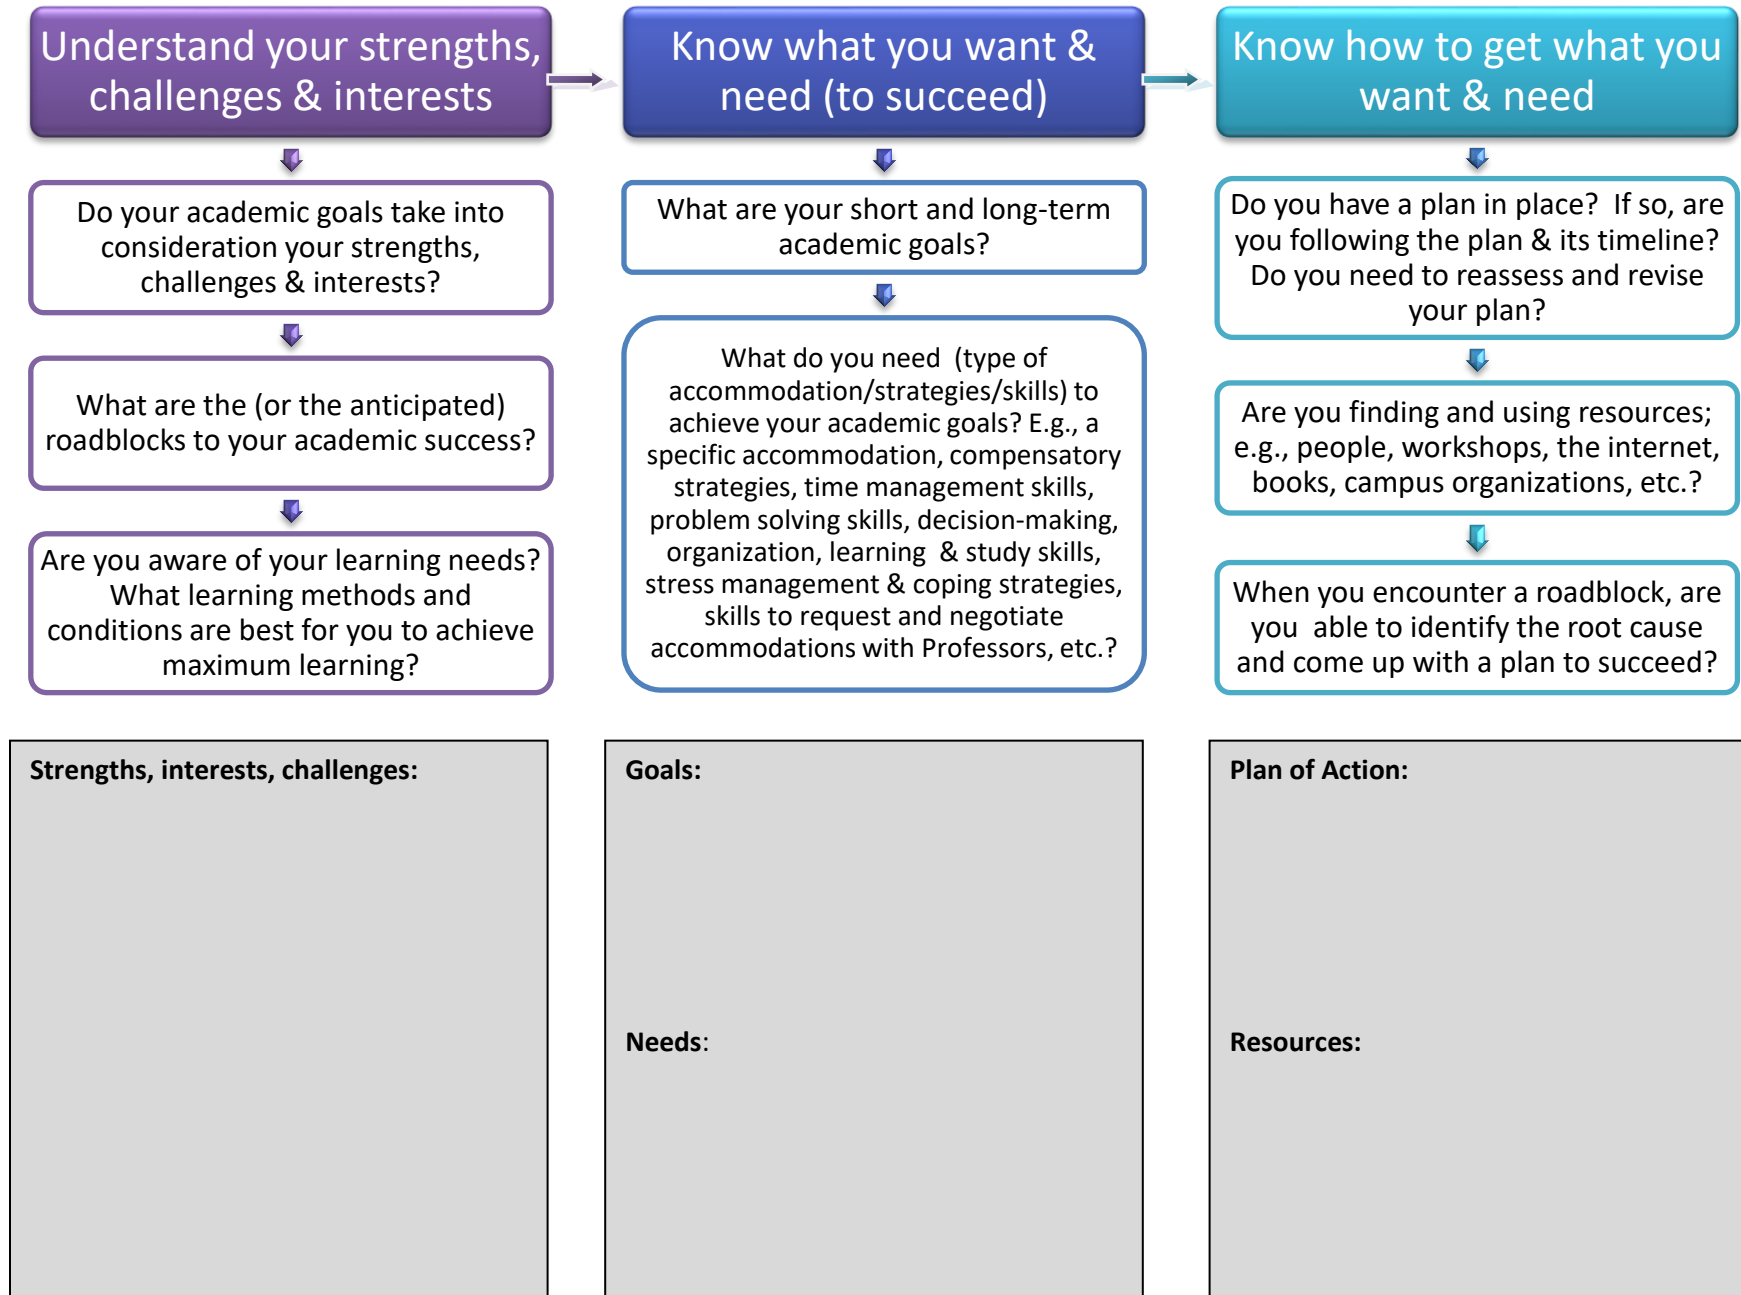 Understand your strengths,
challenges & interests
Do your academic goals take into
consideration your strengths,
challenges & interests?
What are the (or the anticipated)
roadblocks to your academic success?
Are you aware of your learning needs?
What learning methods and
conditions are best for you to achieve
maximum learning?
Know what you want &
need (to succeed)
What are your short and long-term
academic goals?
What do you need  (type of
accommodation/strategies/skills) to
achieve your academic goals? E.g., a
specific accommodation, compensatory
strategies, time management skills,
problem solving skills, decision-making,
organization, learning  & study skills,
stress management & coping strategies,
skills to request and negotiate
accommodations with Professors, etc.?
Know how to get what you
want & need
Do you have a plan in place?  If so, are
you following the plan & its timeline?
Do you need to reassess and revise
your plan?
Are you finding and using resources;
e.g., people, workshops, the internet,
books, campus organizations, etc.?
When you encounter a roadblock, are
you  able to identify the root cause
and come up with a plan to succeed?
Strengths, interests, challenges:
Goals:
Needs:
Plan of Action:
Resources: